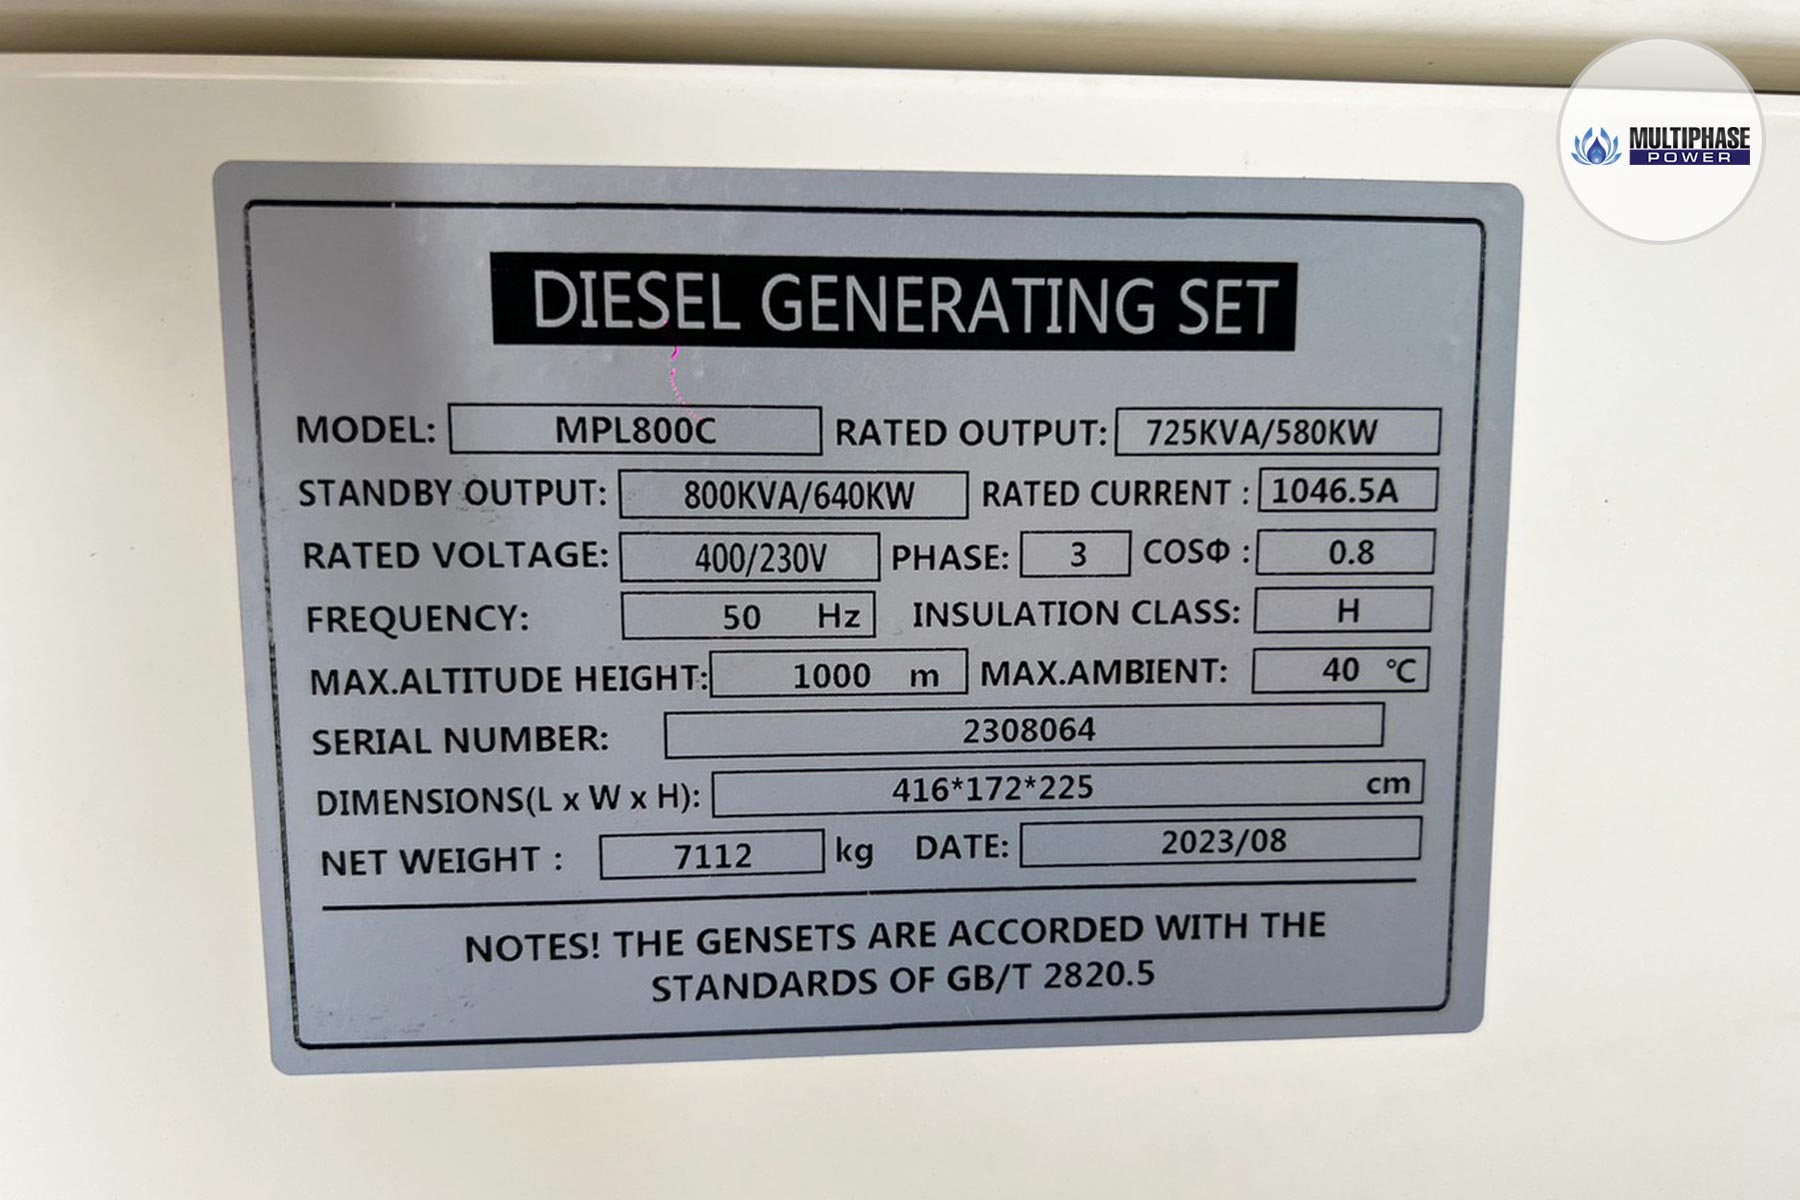 MULTIPHASE
POWER
DIESEL GENERATING SET
MODEL: MPL800C RATED OUTPUT: 725KVA/580KW
STANDBY OUTPUT: 800KVA/640KW RATED CURRENT : 1046.5A
RATED VOLTAGE: 400/230V PHASE: 3 COSΦ : 0.8
FREQUENCY: 50 Hz INSULATION CLASS: H
MAX.ALTITUDE HEIGHT: 1000 m MAX.AMBIENT: 40 °C
SERIAL NUMBER: 2308064
DIMENSIONS(L x W x H): 416*172*225 cm
NET WEIGHT : 7112 kg DATE: 2023/08
NOTES! THE GENSETS ARE ACCORDED WITH THE
STANDARDS OF GB/T 2820.5